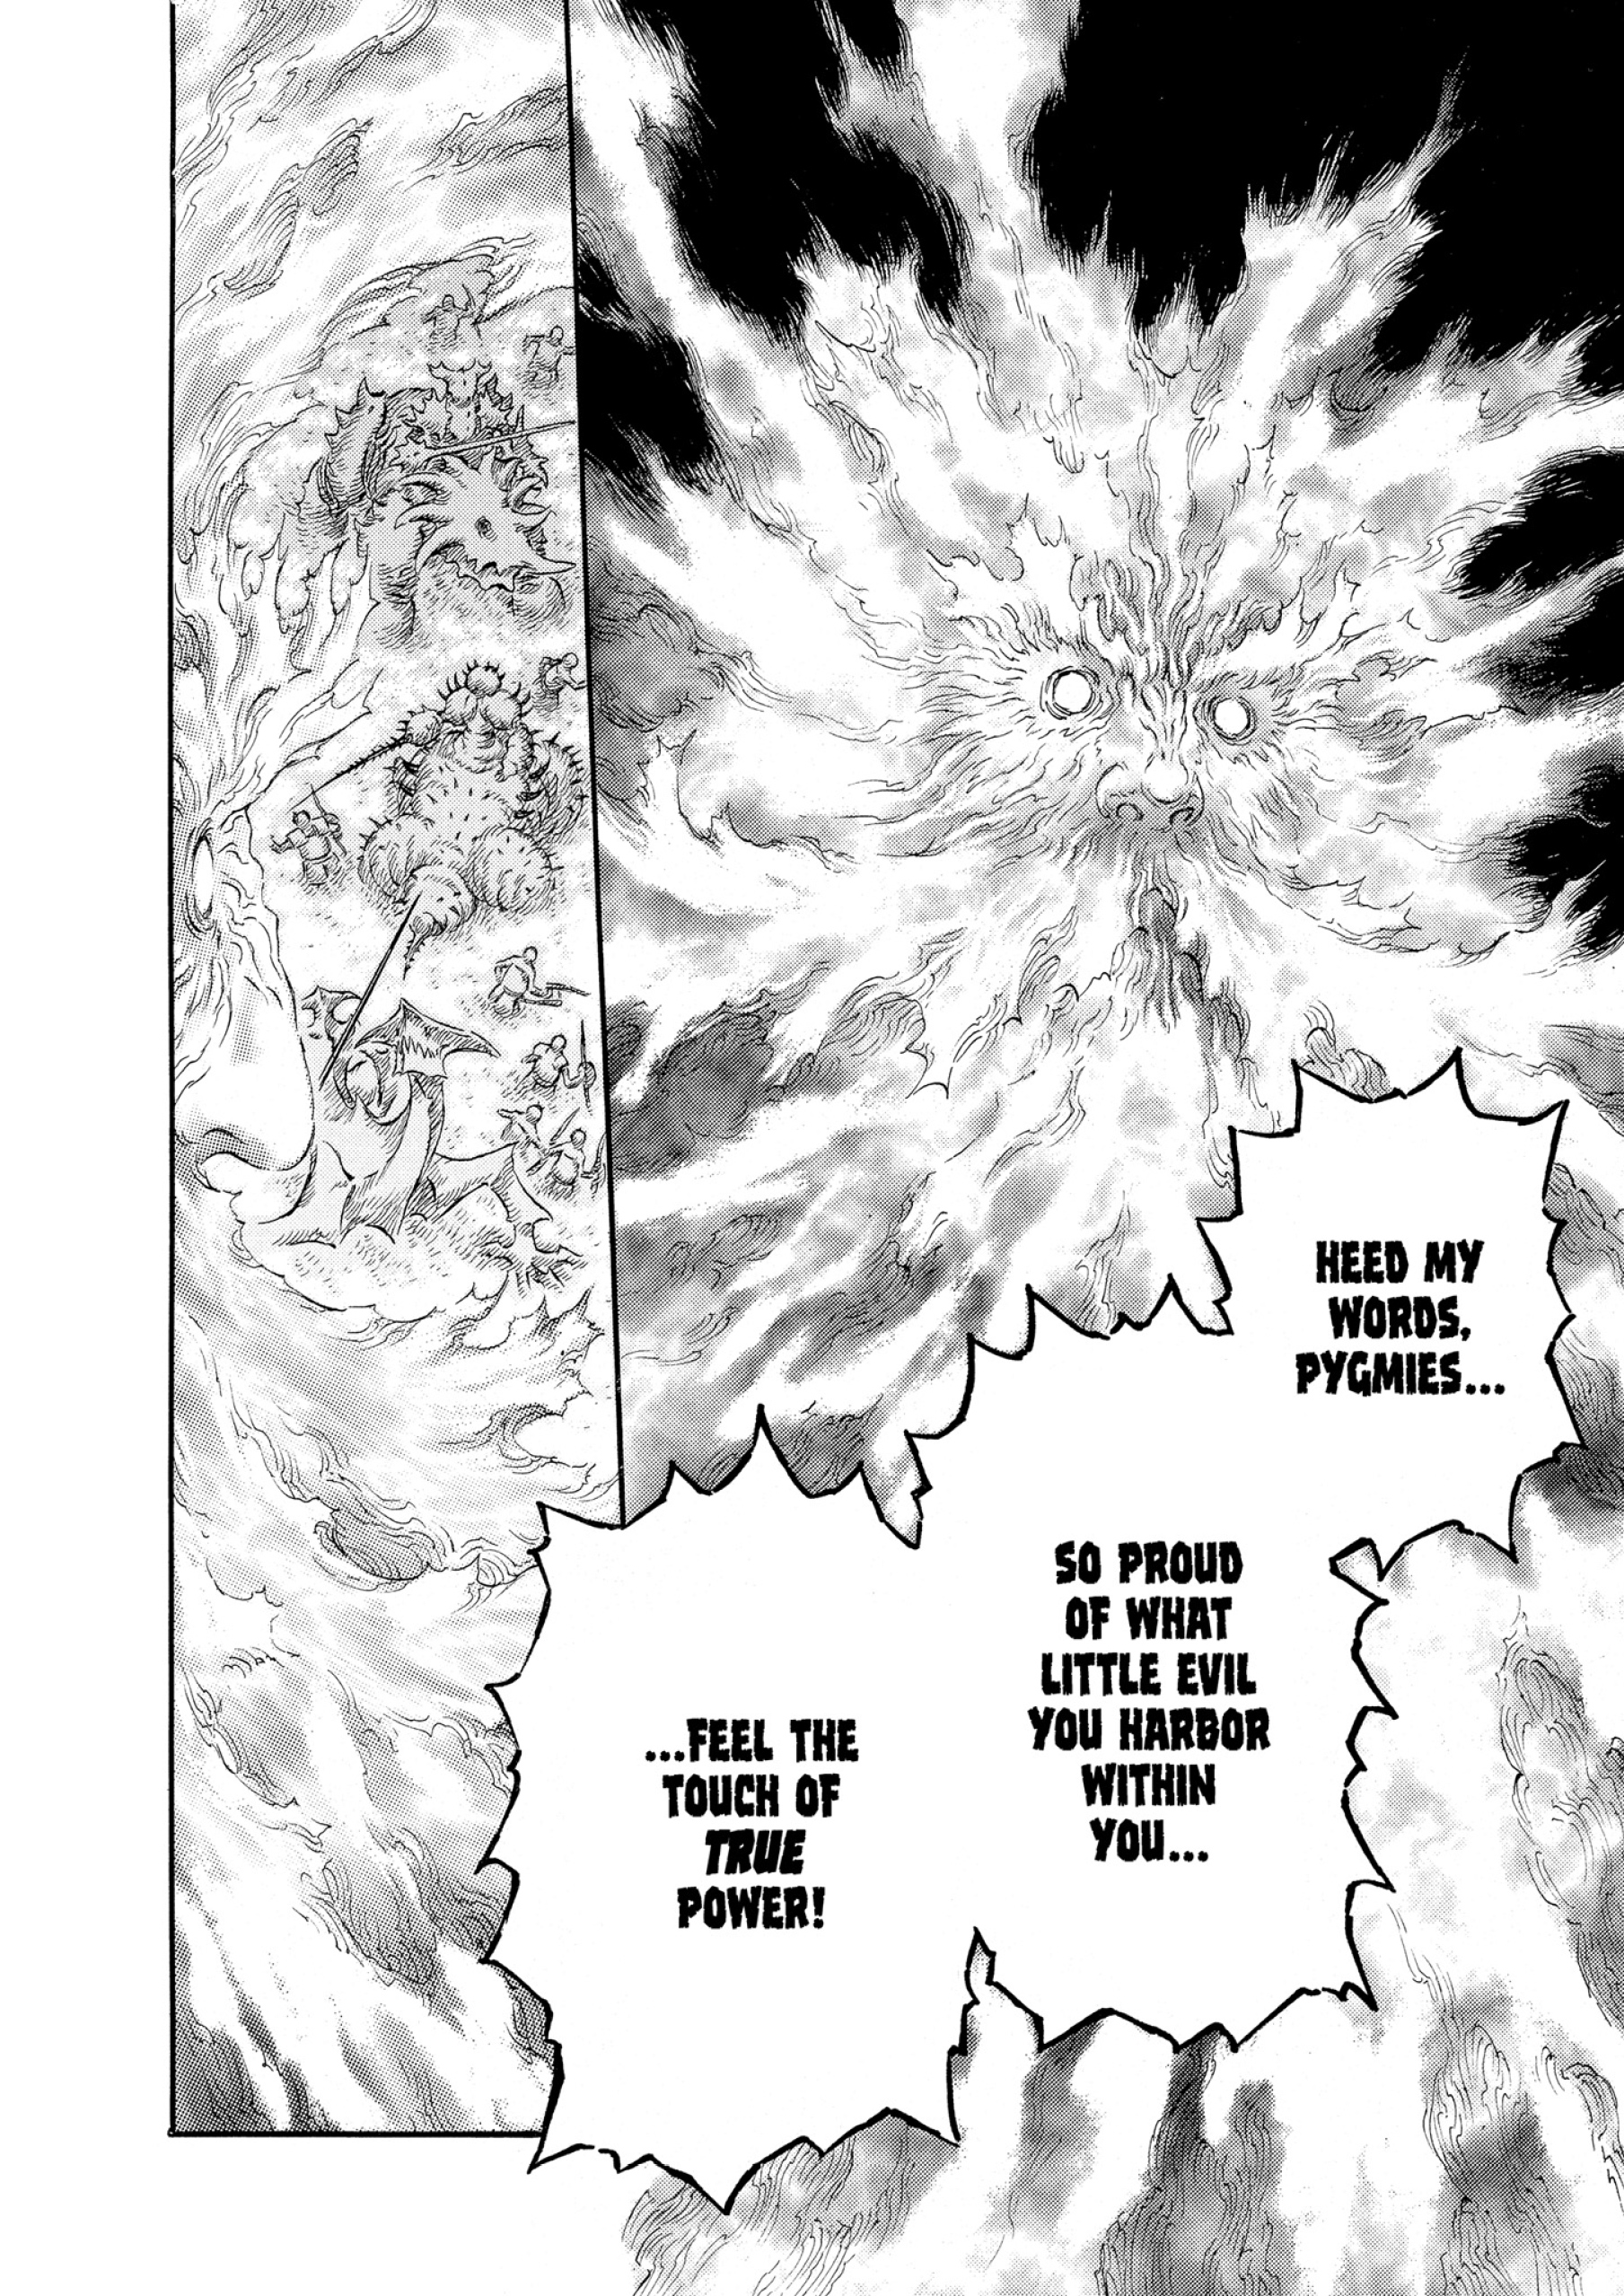 HEED MY
WORDS,
PYGMIES...
SO PROUD
OF WHAT
LITTLE EVIL
YOU HARBOR
WITHIN
YOU...
...FEEL THE
TOUCH OF
TRUE
POWER!